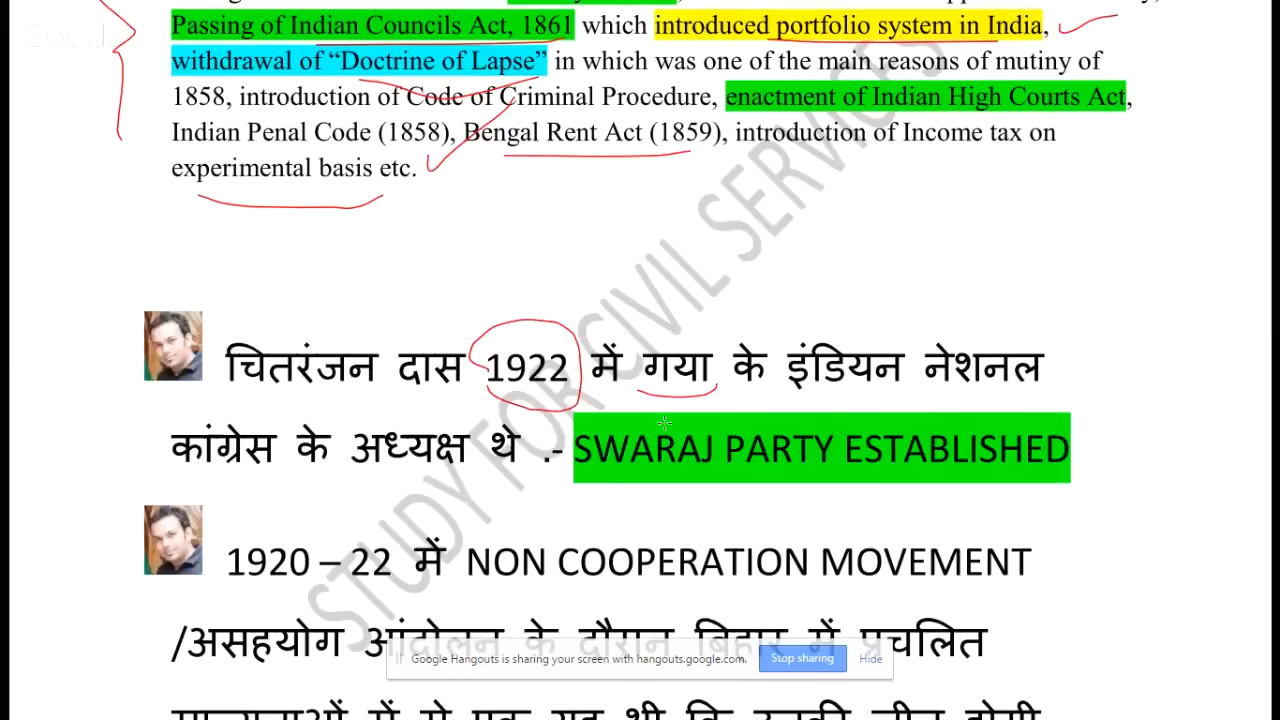 Passing of Indian Councils Act, 1861 which introduced portfolio system in India,
withdrawal of “Doctrine of Lapse” in which was one of the main reasons of mutiny of
1858, introduction of Code of Criminal Procedure, enactment of Indian High Courts Act,
Indian Penal Code (1858), Bengal Rent Act (1859), introduction of Income tax on
experimental basis etc.
STUDY FOR CIVIL SERVICES
चितरंजन दास 1922 में गया के इंडियन नेशनल
कांग्रेस के अध्यक्ष थे .- SWARAJ PARTY ESTABLISHED
1920 – 22 में NON COOPERATION MOVEMENT
/असहयोग आंदोलन के दौरान बिहार में प्रचलित
Google Hangouts is sharing your screen with hangouts.google.com. Stop sharing Hide